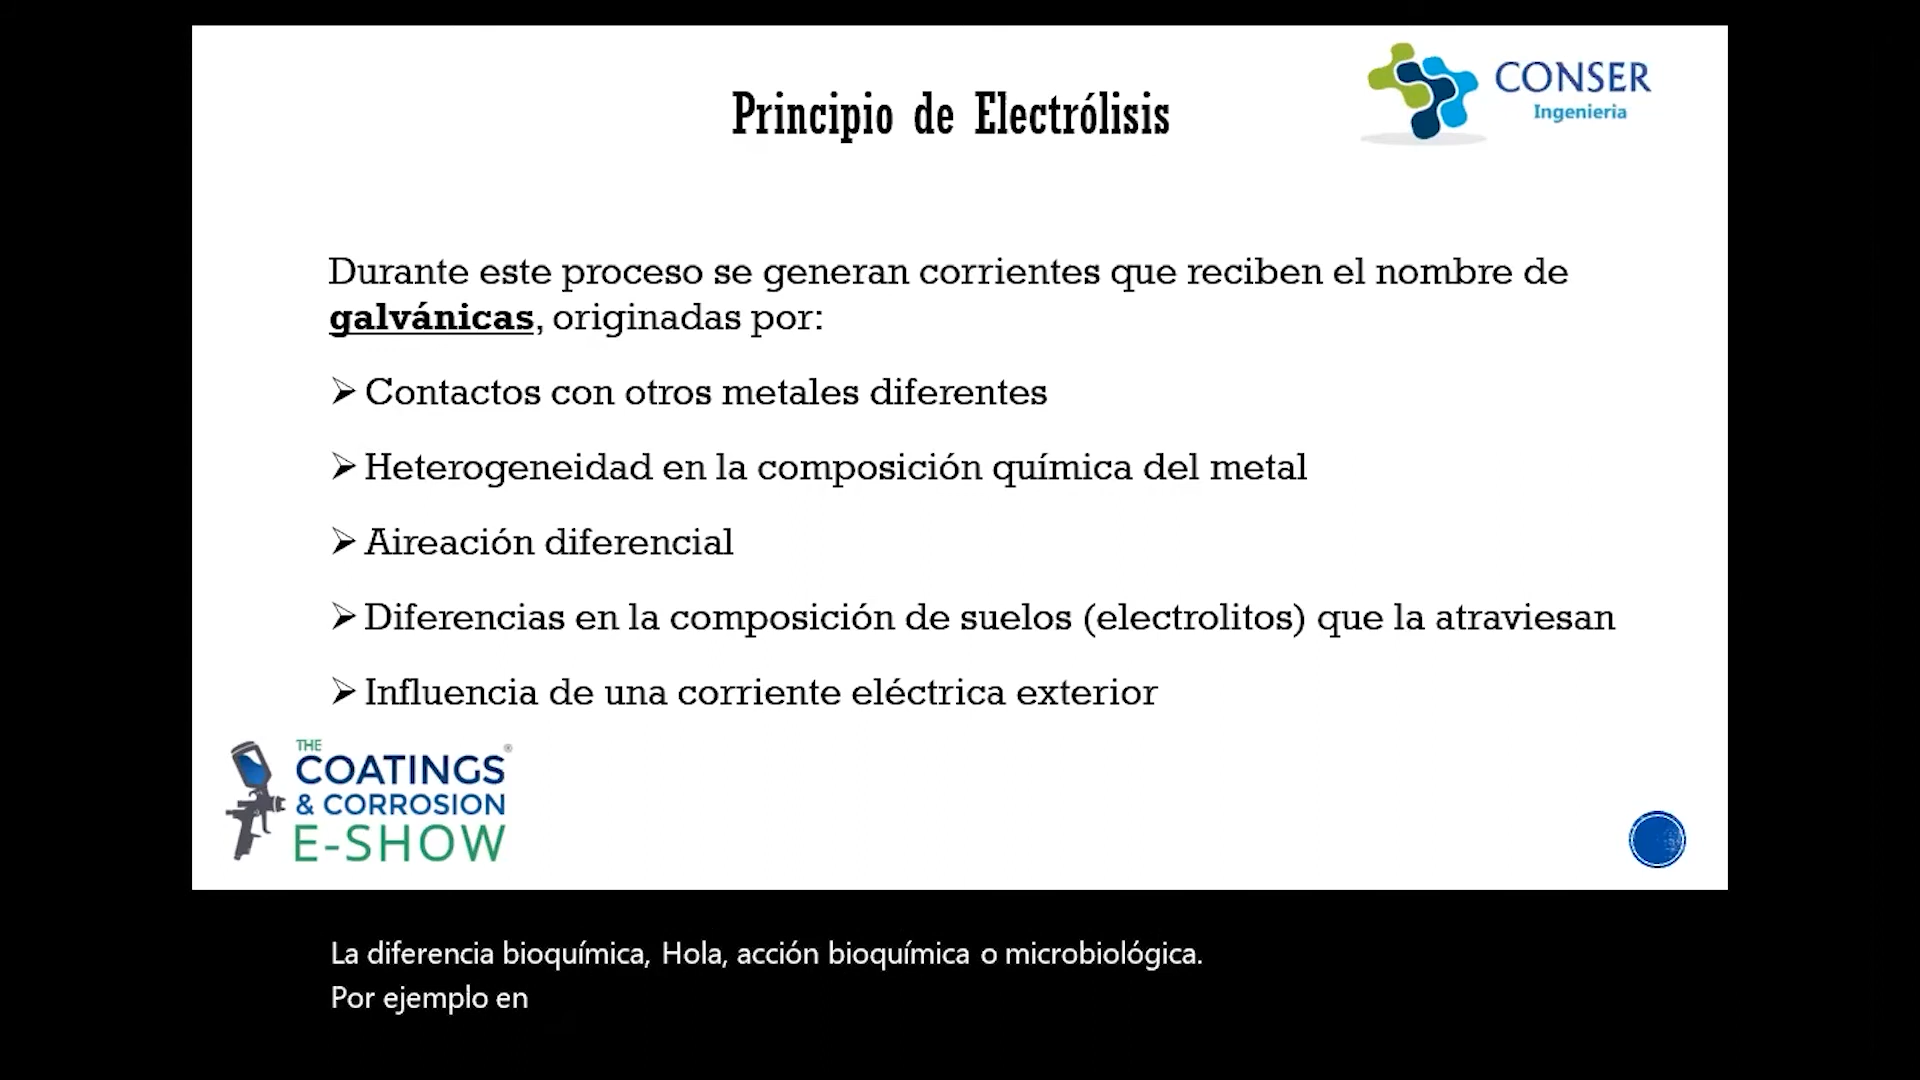 Principio de Electrólisis
CONSER
Ingenieria
Durante este proceso se generan corrientes que reciben el nombre de
galvánicas, originadas por:
➢ Contactos con otros metales diferentes
➢ Heterogeneidad en la composición química del metal
➢ Aireación diferencial
➢ Diferencias en la composición de suelos (electrolitos) que la atraviesan
➢ Influencia de una corriente eléctrica exterior
THE
COATINGS®
& CORROSION
E-SHOW
La diferencia bioquímica, Hola, acción bioquímica o microbiológica.
Por ejemplo en